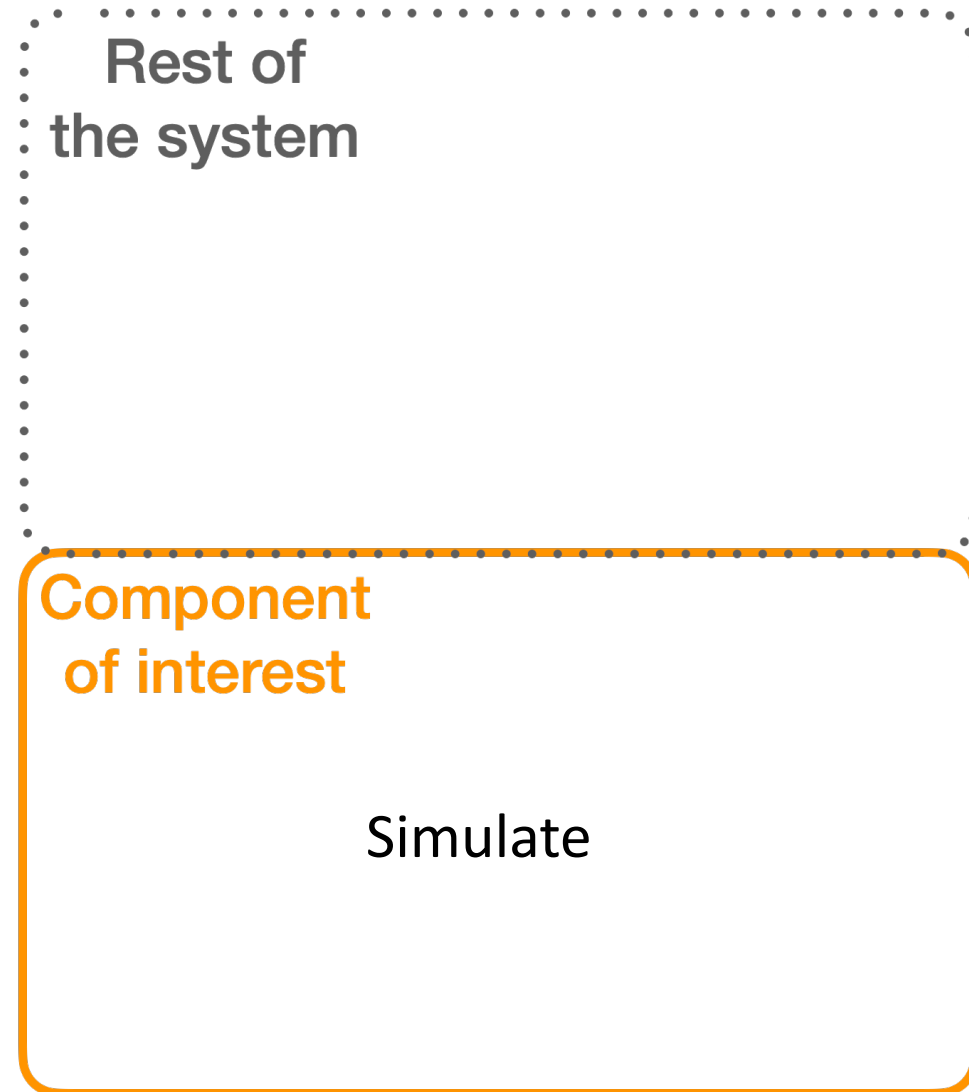 Rest of
the system
Component
of interest
Simulate